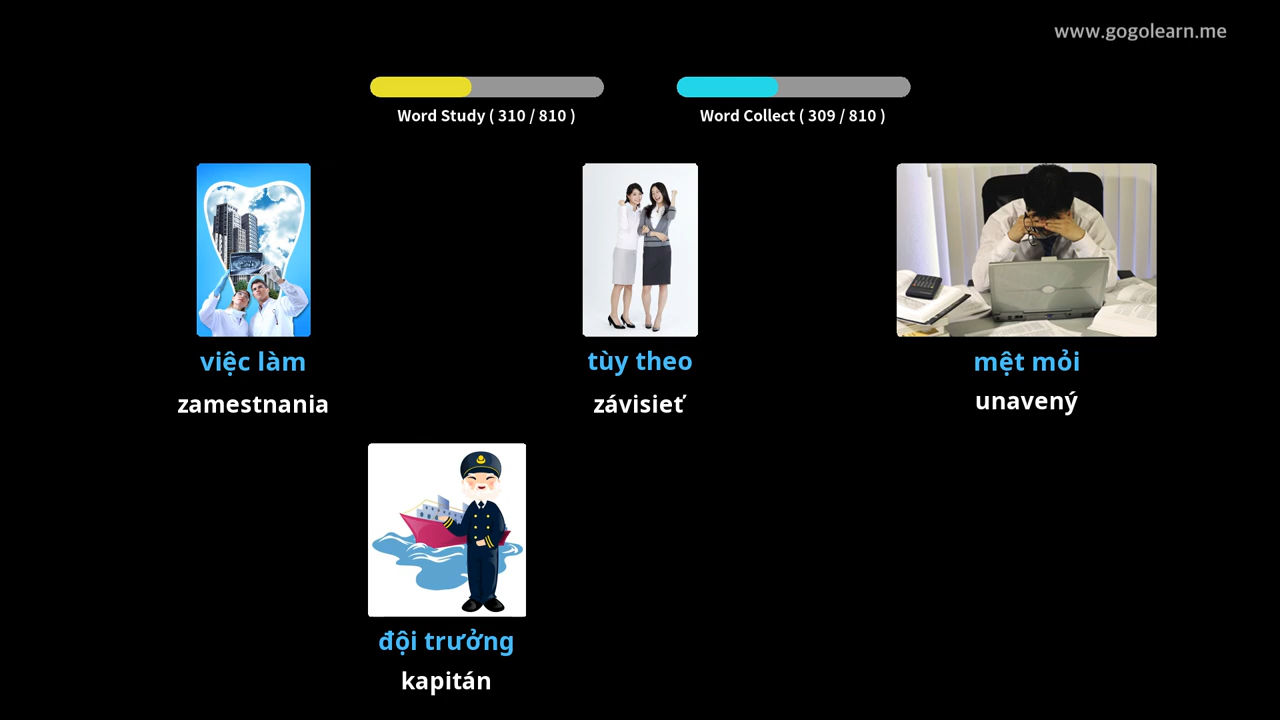 www.gogolearn.me
Word Study ( 310 / 810 )
Word Collect ( 309 / 810 )
việc làm
zamestnania
tùy theo
závisieť
mệt mỏi
unavený
đội trưởng
kapitán